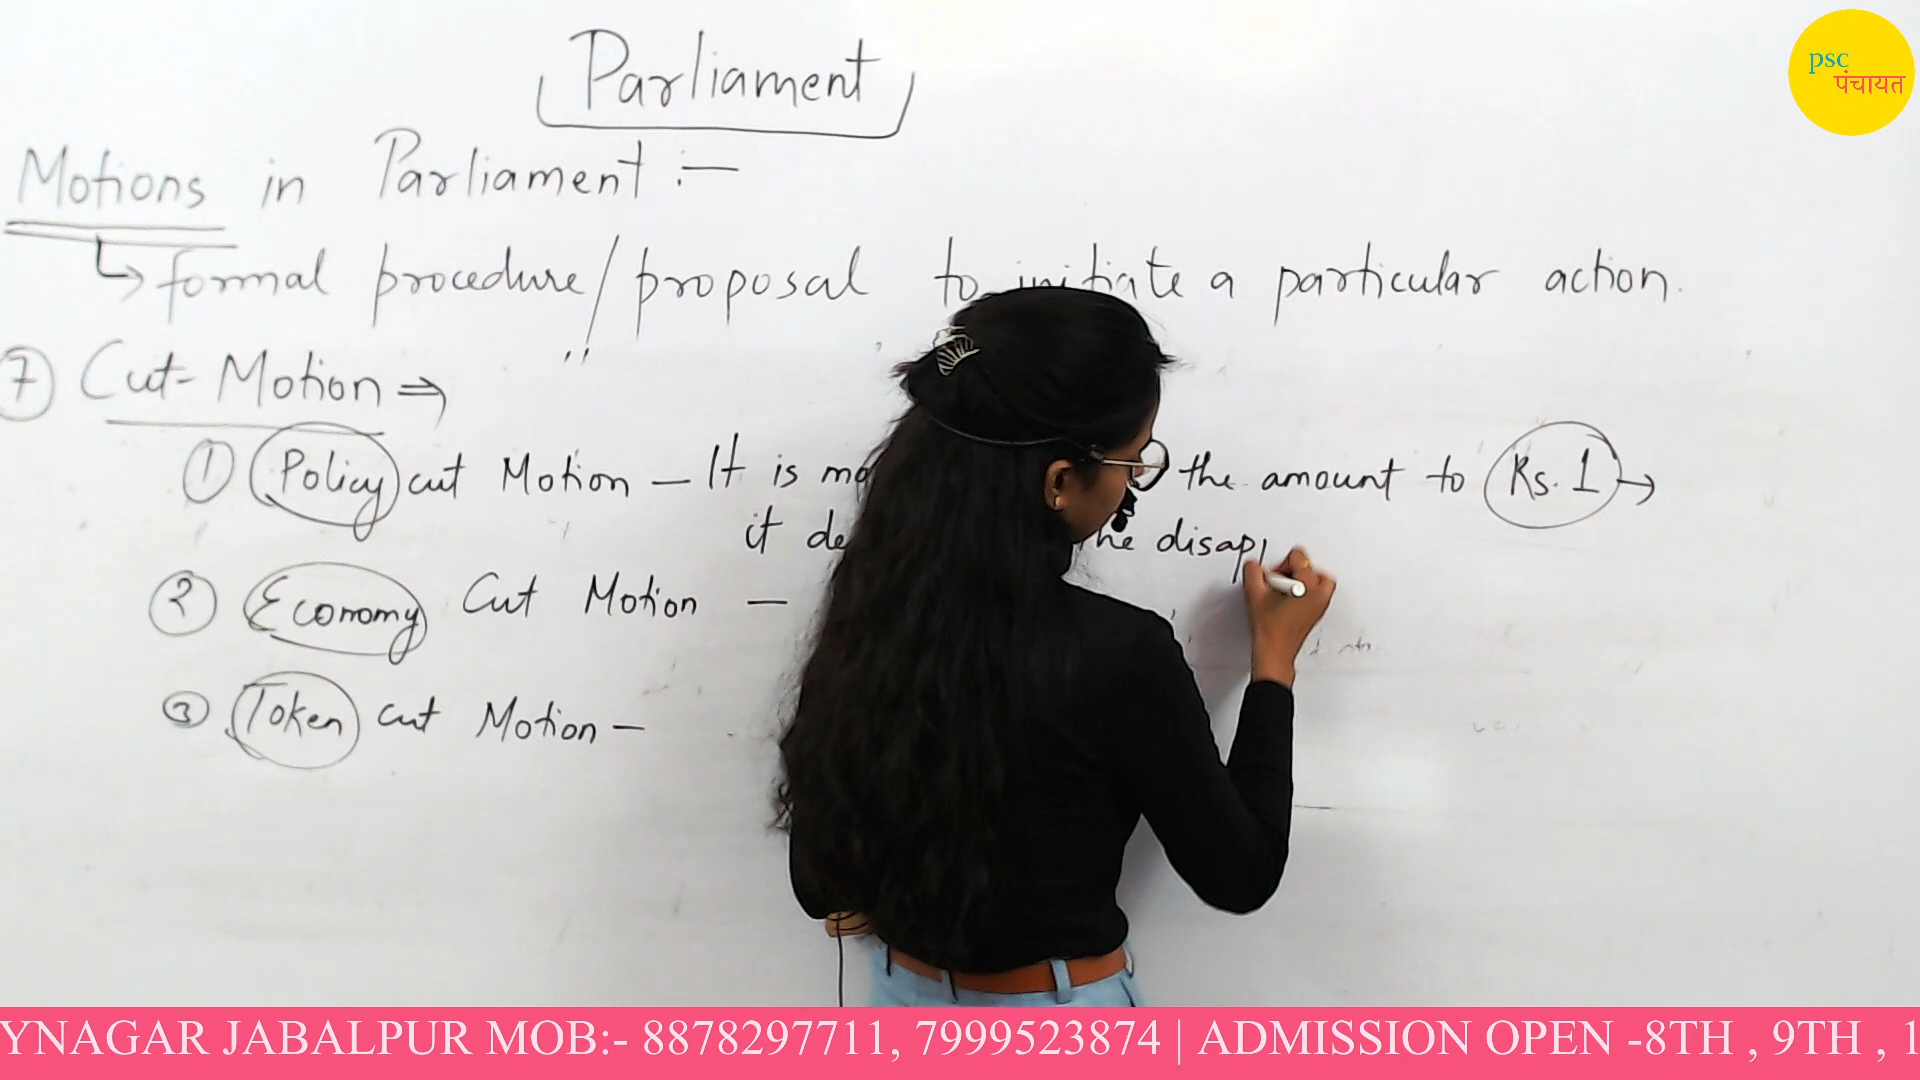 psc
पंचायत
Parliament
Motions in Parliament :-
↳ formal procedure / proposal to initiate a particular action.
⑦ Cut-Motion ⇒
① Policy cut Motion - It is the amount to Rs. 1 →
it the
② Economy Cut Motion -
③ Token cut Motion -
YNAGAR JABALPUR MOB:- 8878297711, 7999523874 | ADMISSION OPEN -8TH , 9TH , 1